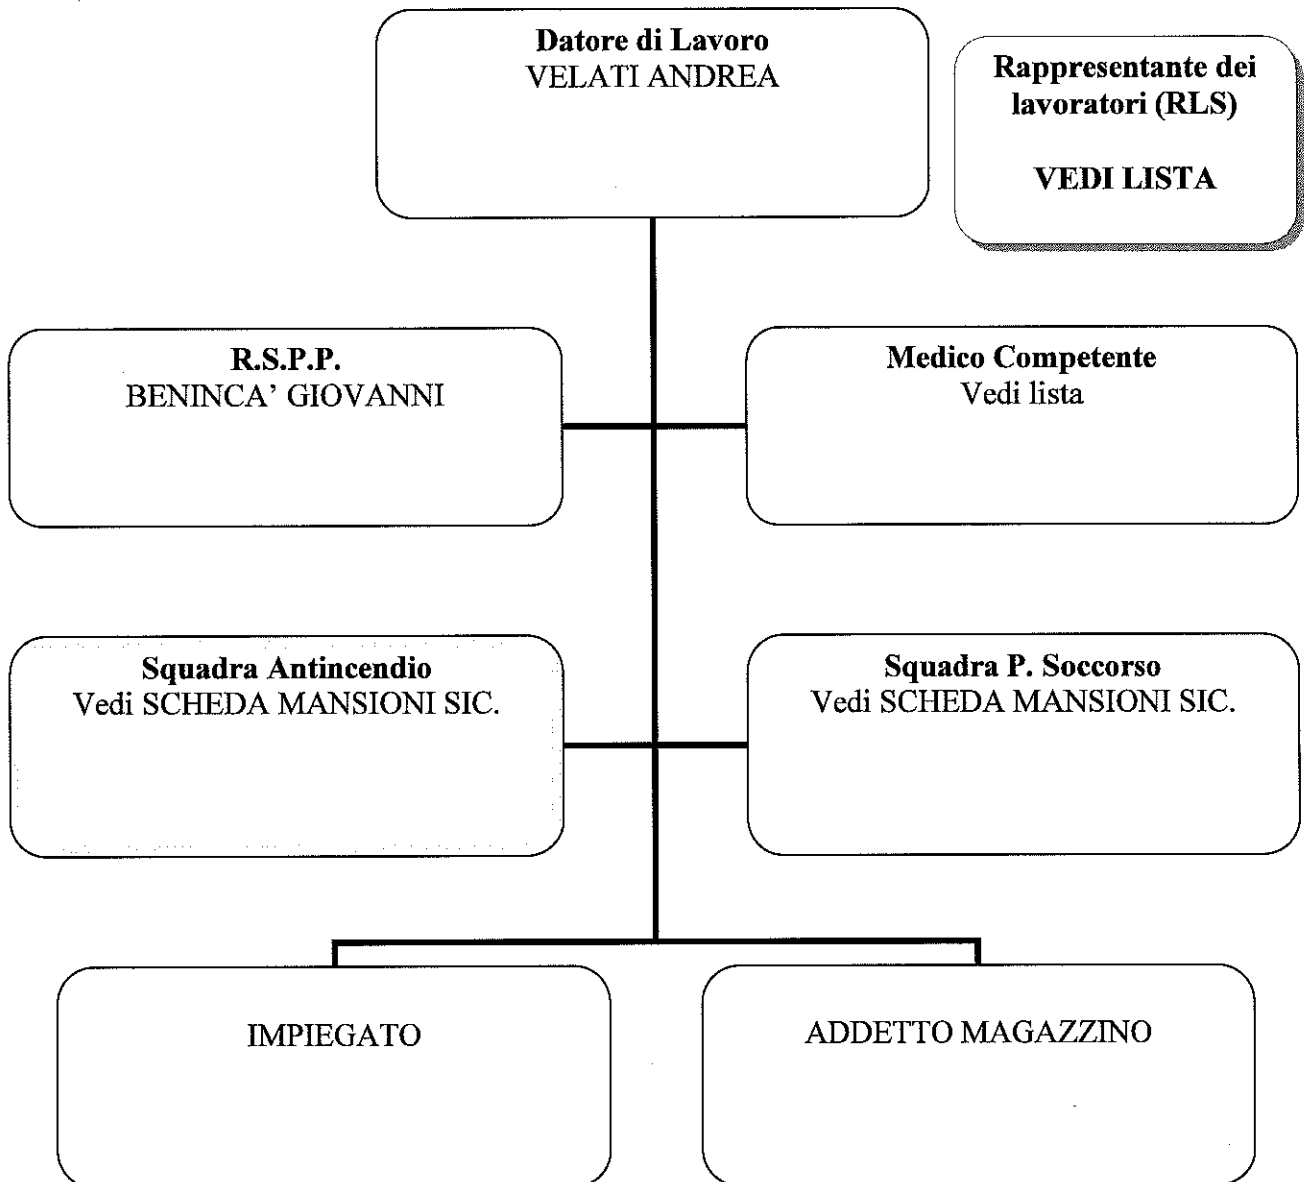 Datore di Lavoro
VELATI ANDREA
Rappresentante dei
lavoratori (RLS)
VEDI LISTA
R.S.P.P.
BENINCA’ GIOVANNI
Medico Competente
Vedi lista
Squadra Antincendio
Vedi SCHEDA MANSIONI SIC.
Squadra P. Soccorso
Vedi SCHEDA MANSIONI SIC.
IMPIEGATO
ADDETTO MAGAZZINO